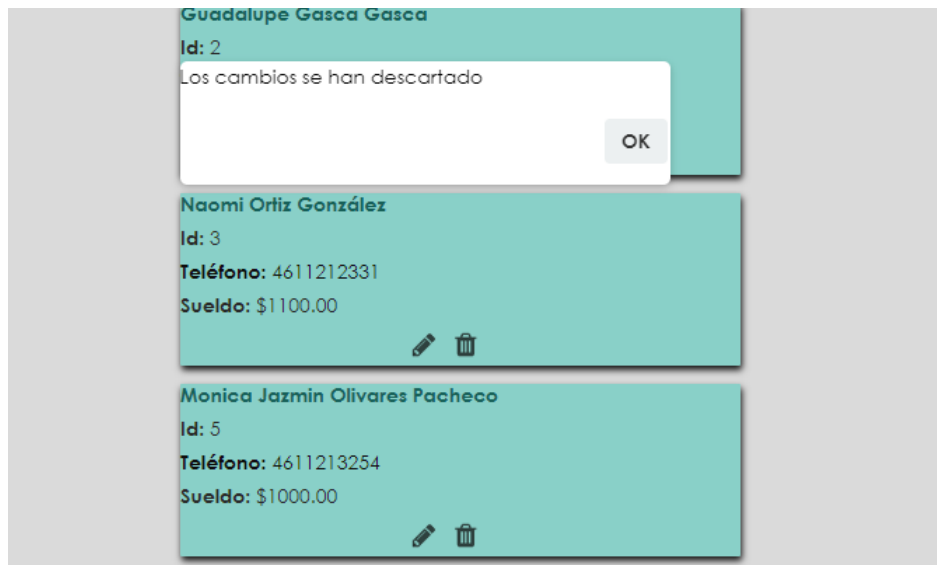 Guadalupe Gasca Gasca
Id: 2
Los cambios se han descartado
OK
Naomi Ortiz González
Id: 3
Teléfono: 4611212331
Sueldo: $1100.00
Monica Jazmin Olivares Pacheco
Id: 5
Teléfono: 4611213254
Sueldo: $1000.00